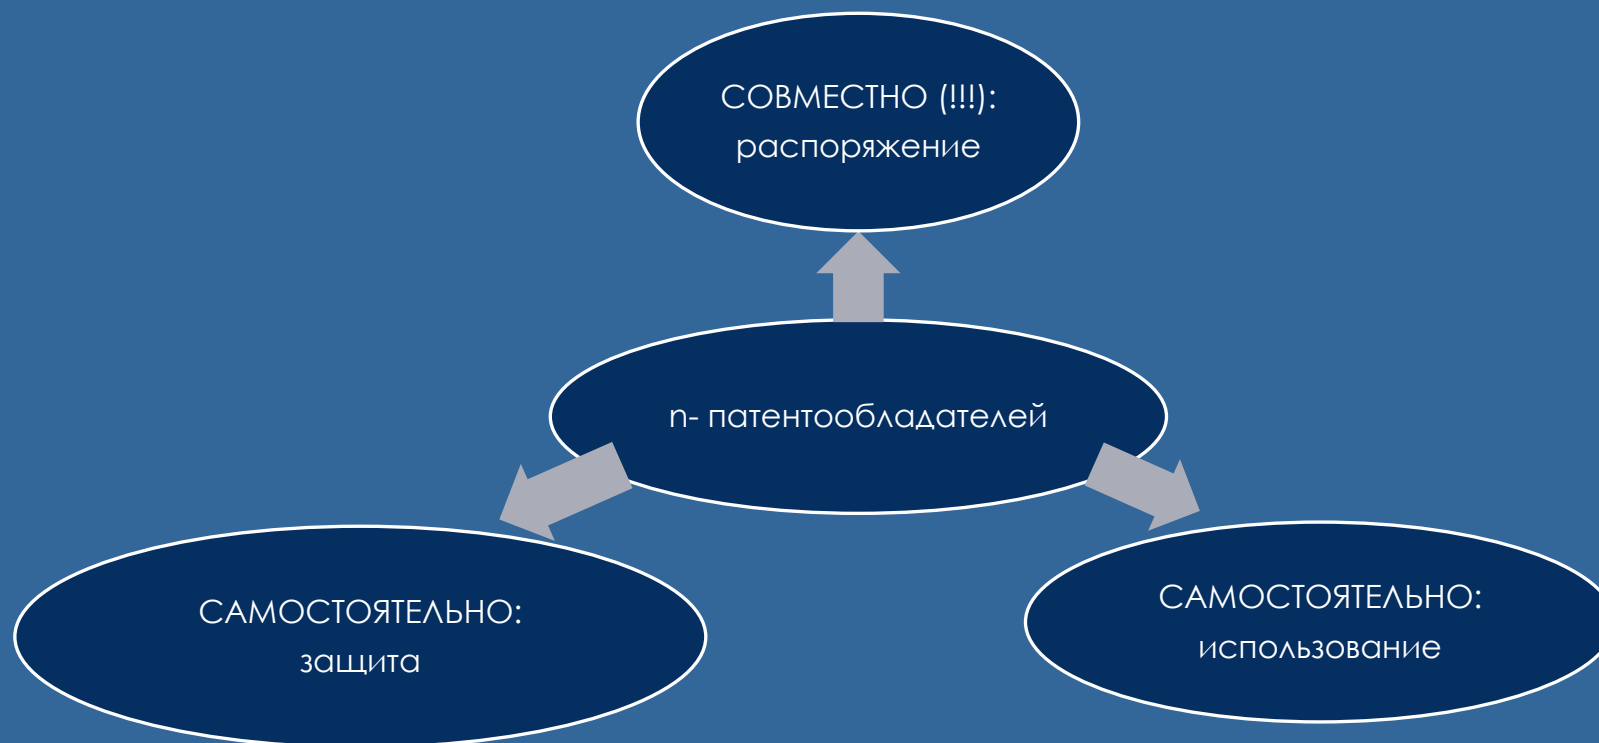 СОВМЕСТНО (!!!):
распоряжение
n- патентообладателей
САМОСТОЯТЕЛЬНО:
защита
САМОСТОЯТЕЛЬНО:
использование